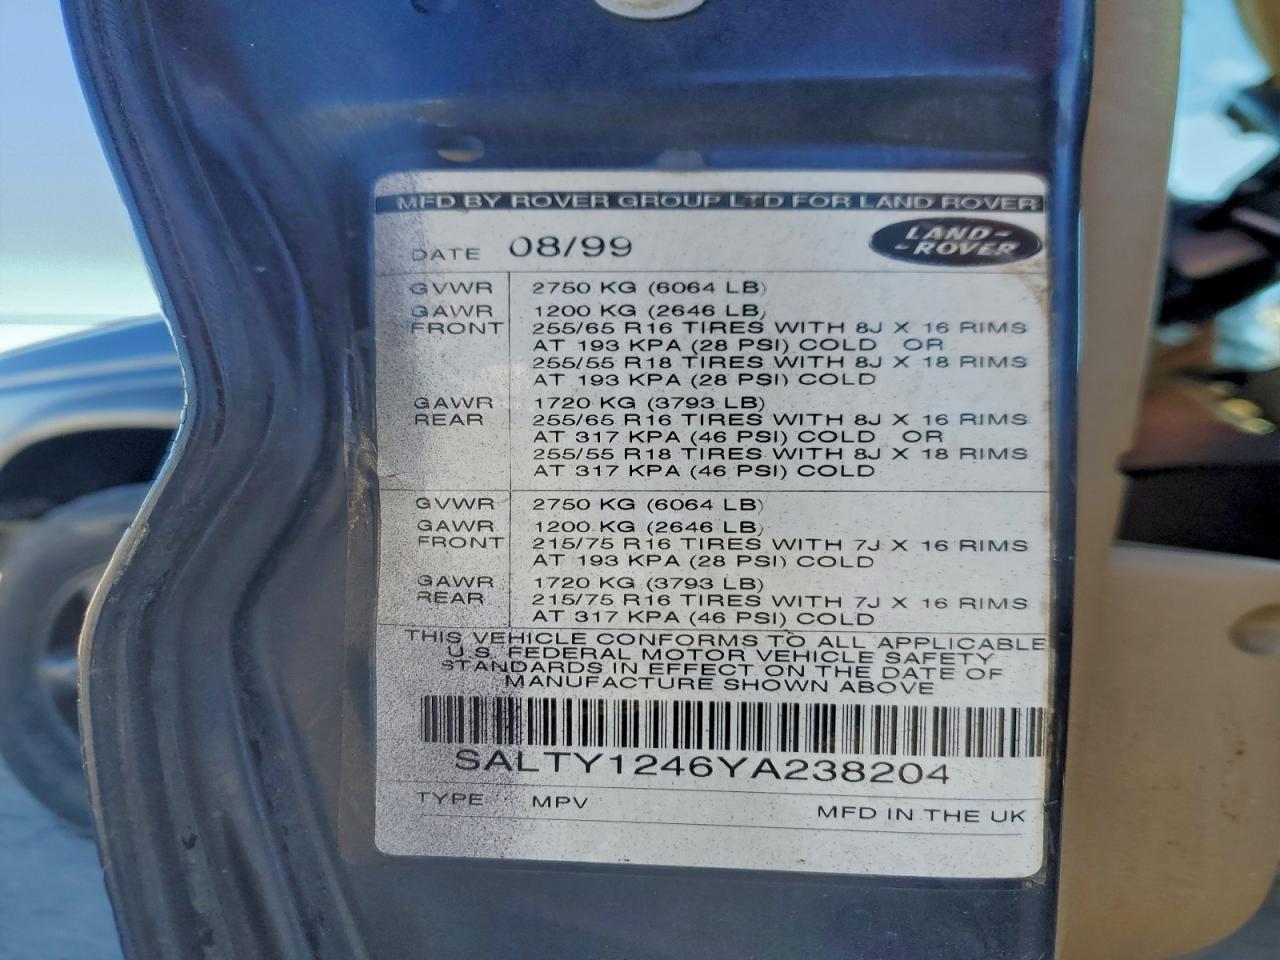 MFD BY ROVER GROUP LTD FOR LAND ROVER
DATE 08/99
LAND-
-ROVER
GVWR 2750 KG (6064 LB)
GAWR 1200 KG (2646 LB)
FRONT 255/65 R16 TIRES WITH 8J X 16 RIMS
AT 193 KPA (28 PSI) COLD OR
255/55 R18 TIRES WITH 8J X 18 RIMS
AT 193 KPA (28 PSI) COLD
GAWR 1720 KG (3793 LB)
REAR 255/65 R16 TIRES WITH 8J X 16 RIMS
AT 317 KPA (46 PSI) COLD OR
255/55 R18 TIRES WITH 8J X 18 RIMS
AT 317 KPA (46 PSI) COLD
GVWR 2750 KG (6064 LB)
GAWR 1200 KG (2646 LB)
FRONT 215/75 R16 TIRES WITH 7J X 16 RIMS
AT 193 KPA (28 PSI) COLD
GAWR 1720 KG (3793 LB)
REAR 215/75 R16 TIRES WITH 7J X 16 RIMS
AT 317 KPA (46 PSI) COLD
THIS VEHICLE CONFORMS TO ALL APPLICABLE
U.S. FEDERAL MOTOR VEHICLE SAFETY
STANDARDS IN EFFECT ON THE DATE OF
MANUFACTURE SHOWN ABOVE
SALTY1246YA238204
TYPE MPV
MFD IN THE UK